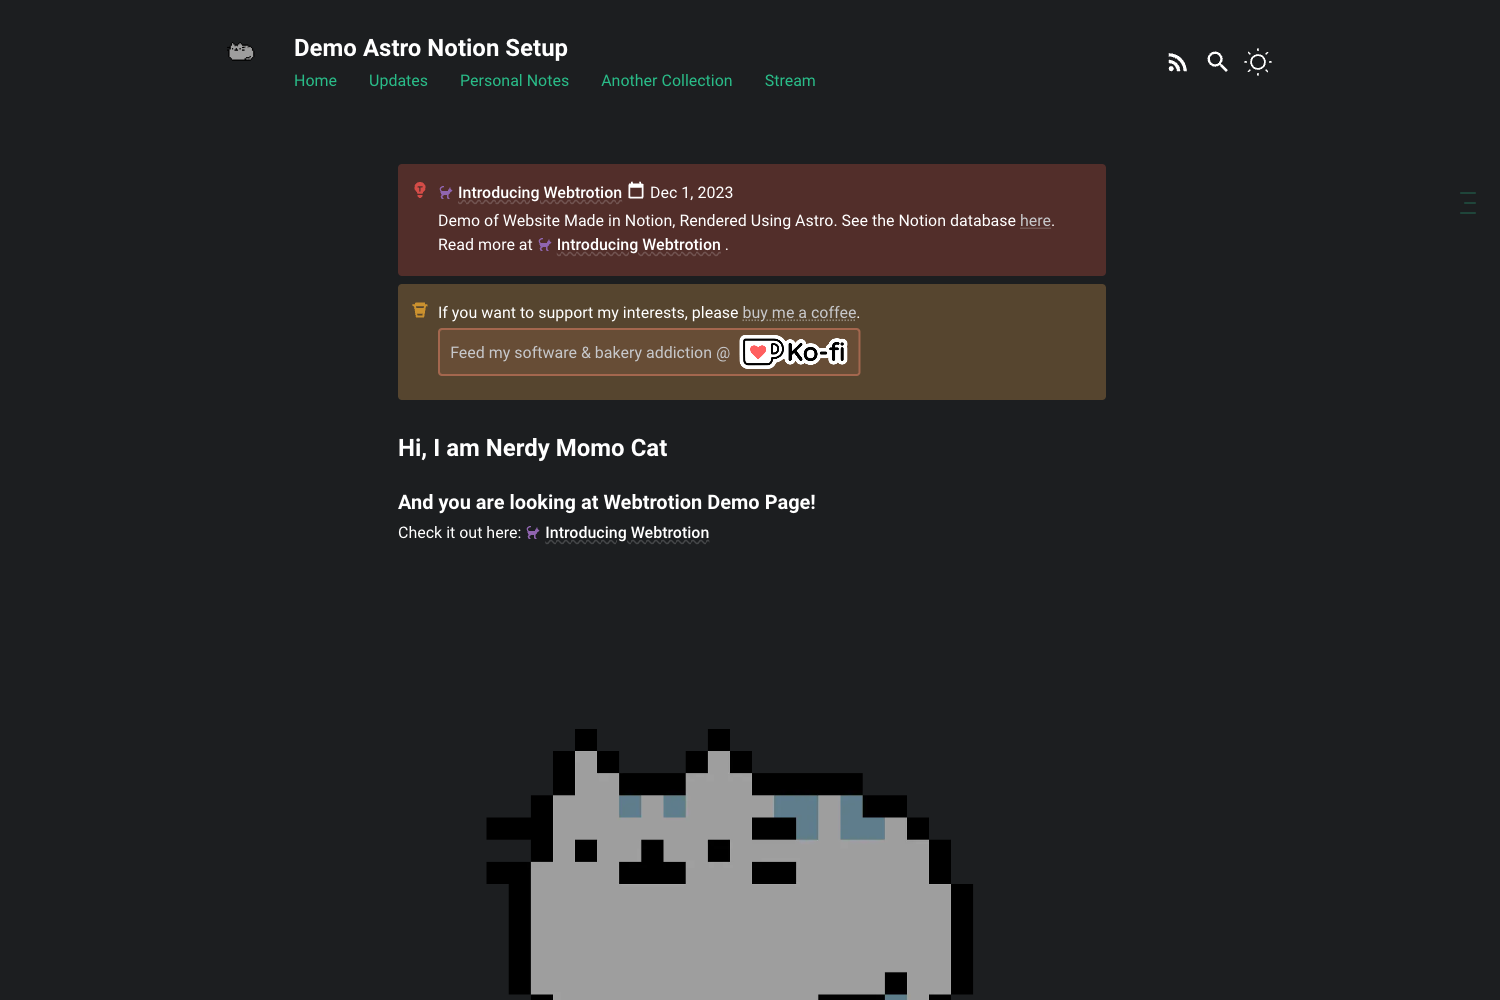 Demo Astro Notion Setup
Home Updates Personal Notes Another Collection Stream
Introducing Webtrotion Dec 1, 2023
Demo of Website Made in Notion, Rendered Using Astro. See the Notion database here.
Read more at Introducing Webtrotion .
If you want to support my interests, please buy me a coffee.
Feed my software & bakery addiction @ Ko-fi
Hi, I am Nerdy Momo Cat
And you are looking at Webtrotion Demo Page!
Check it out here: Introducing Webtrotion